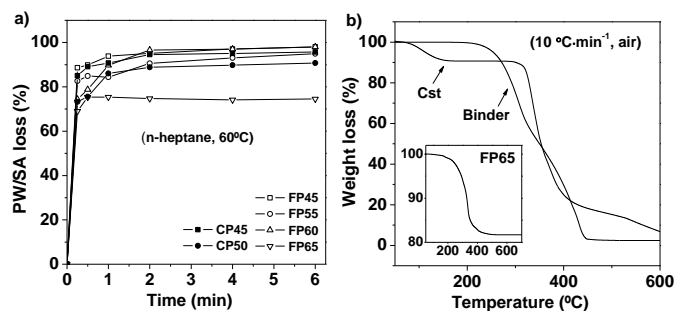 a)
PW/SA loss (%)
100
80
60
40
20
0
(n-heptane, 60ºC)
CP45
CP50
FP45
FP55
FP60
FP65
0 1 2 3 4 5 6
Time (min)
b)
Weight loss (%)
100
80
60
40
20
0
(10 ºC·min⁻¹, air)
Cst
Binder
FP65
100
90
80
200 400 600
100 200 300 400 600
Temperature (ºC)